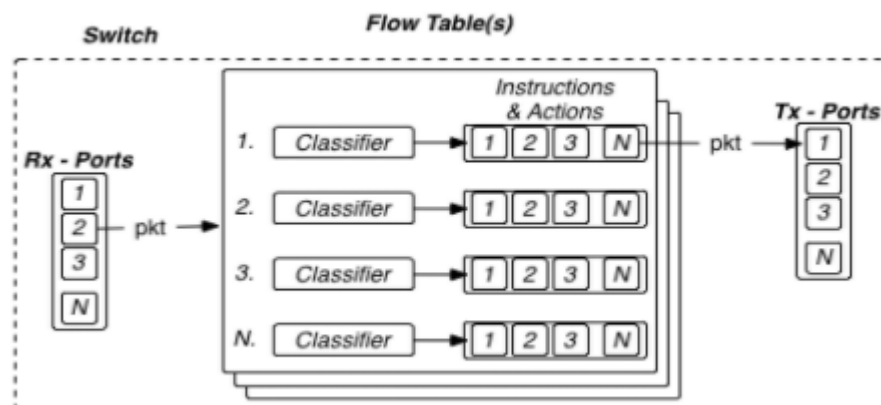 Switch
Flow Table(s)
Instructions
& Actions
Tx - Ports
Rx - Ports
1
2
3
N
pkt
1. Classifier 1 2 3 N
2. Classifier 1 2 3 N
3. Classifier 1 2 3 N
N. Classifier 1 2 3 N
pkt
1
2
3
N